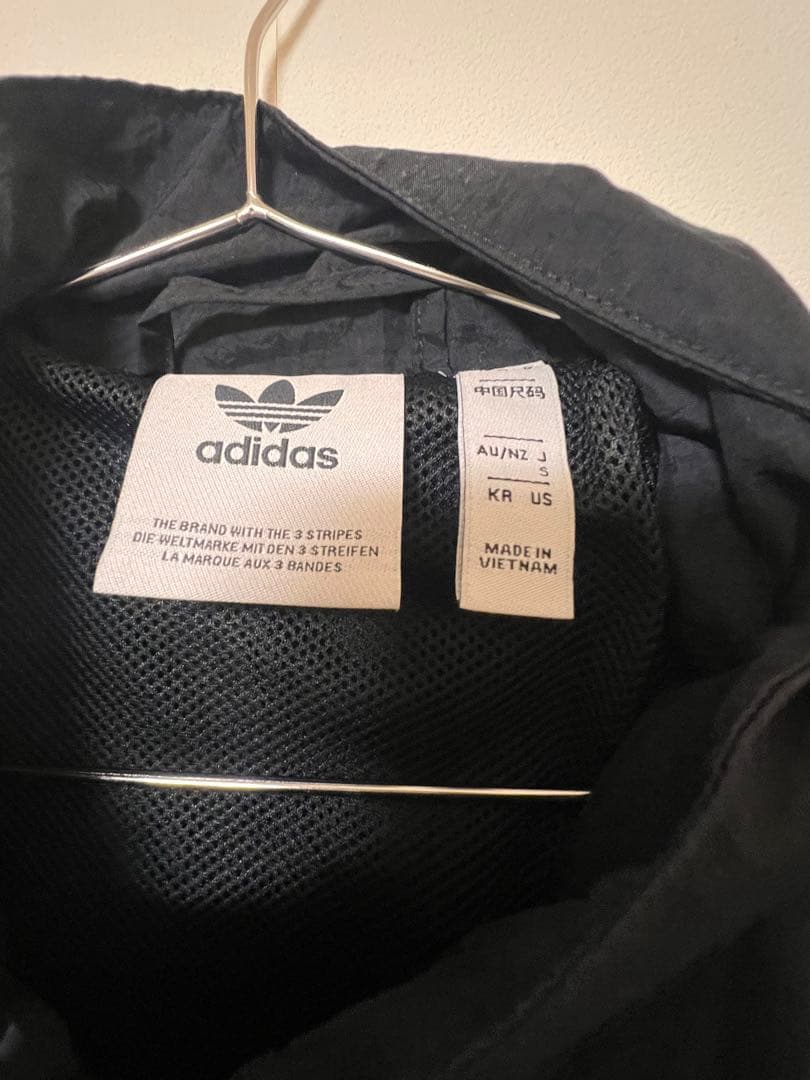 adidas
THE BRAND WITH THE 3 STRIPES
DIE WELTMARKE MIT DEN 3 STREIFEN
LA MARQUE AUX 3 BANDES
中国尺码
AU/NZ J
S
KR US
MADE IN
VIETNAM